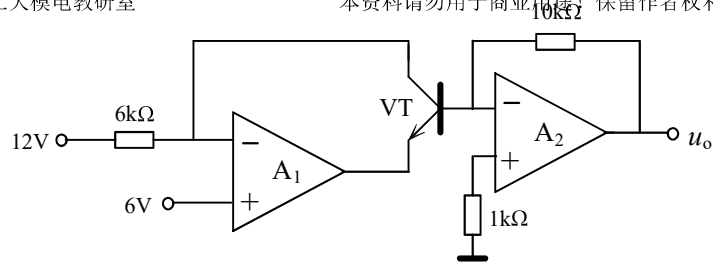 工大模电教研室 本资料请勿用于商业用途！保留作者权利
10kΩ
6kΩ
VT
12V
A₁
A₂
uₒ
6V
1kΩ